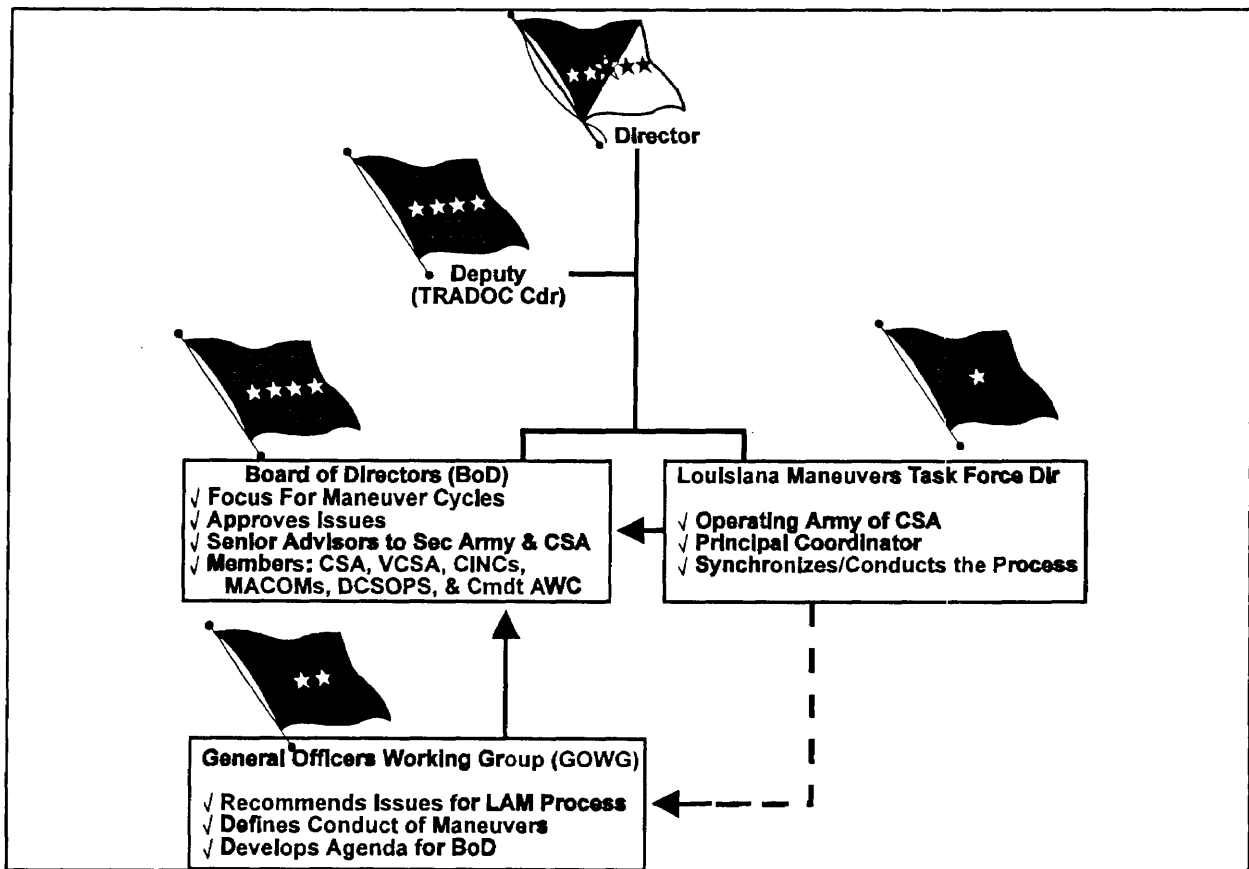 Director
Deputy
(TRADOC Cdr)
Board of Directors (BoD)
√ Focus For Maneuver Cycles
√ Approves Issues
√ Senior Advisors to Sec Army & CSA
√ Members: CSA, VCSA, CINCs,
MACOMs, DCSOPS, & Cmdt AWC
Louisiana Maneuvers Task Force Dir
√ Operating Army of CSA
√ Principal Coordinator
√ Synchronizes/Conducts the Process
General Officers Working Group (GOWG)
√ Recommends Issues for LAM Process
√ Defines Conduct of Maneuvers
√ Develops Agenda for BoD